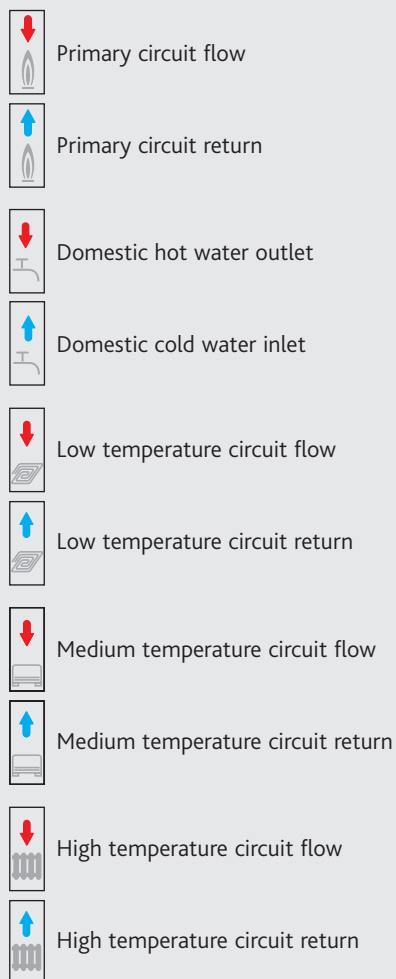 Primary circuit flow
Primary circuit return
Domestic hot water outlet
Domestic cold water inlet
Low temperature circuit flow
Low temperature circuit return
Medium temperature circuit flow
Medium temperature circuit return
High temperature circuit flow
High temperature circuit return